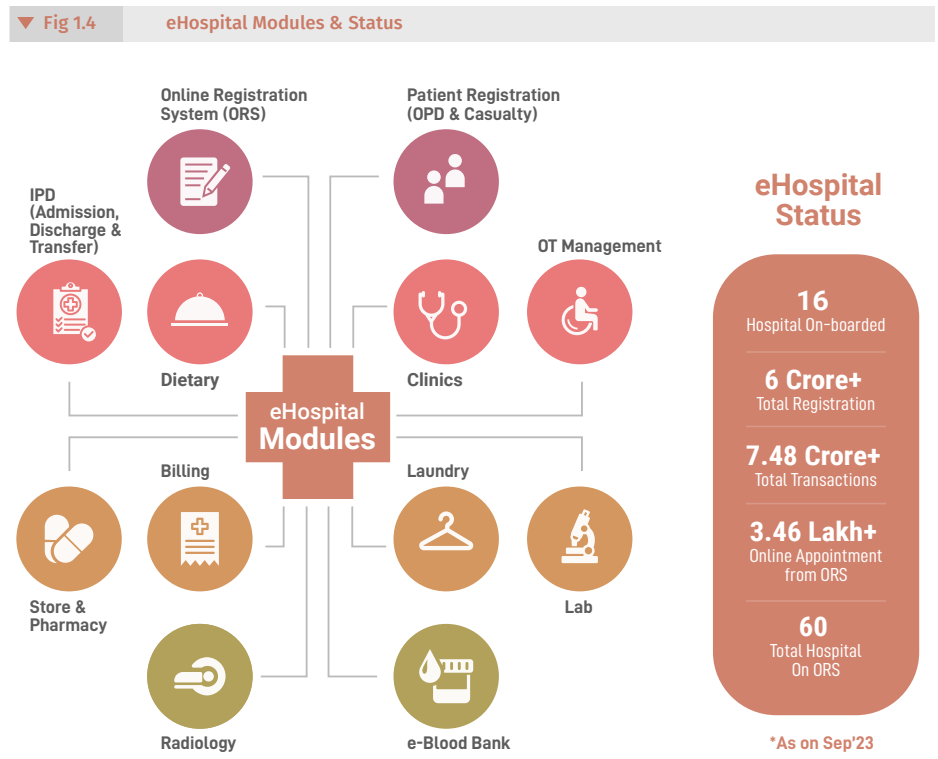 Fig 1.4
eHospital Modules & Status
Online Registration
System (ORS)
Patient Registration
(OPD & Casualty)
IPD
(Admission,
Discharge &
Transfer)
OT Management
Dietary
Clinics
eHospital
Modules
Billing
Laundry
Store &
Pharmacy
Lab
Radiology
e-Blood Bank
eHospital
Status
16
Hospital On-boarded
6 Crore+
Total Registration
7.48 Crore+
Total Transactions
3.46 Lakh+
Online Appointment
from ORS
60
Total Hospital
On ORS
*As on Sep'23